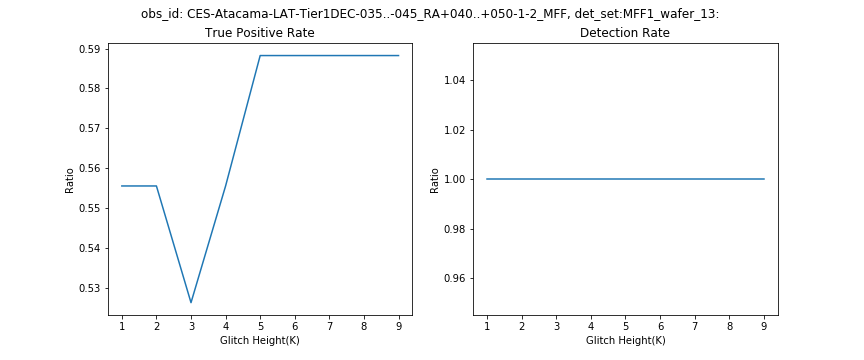 obs_id: CES-Atacama-LAT-Tier1DEC-035..-045_RA+040..+050-1-2_MFF, det_set:MFF1_wafer_13:
True Positive Rate
0.59
0.58
0.57
0.56
0.55
0.54
0.53
Ratio
1 2 3 4 5 6 7 8 9
Glitch Height(K)
Detection Rate
1.04
1.02
1.00
0.98
0.96
Ratio
1 2 3 4 5 6 7 8 9
Glitch Height(K)